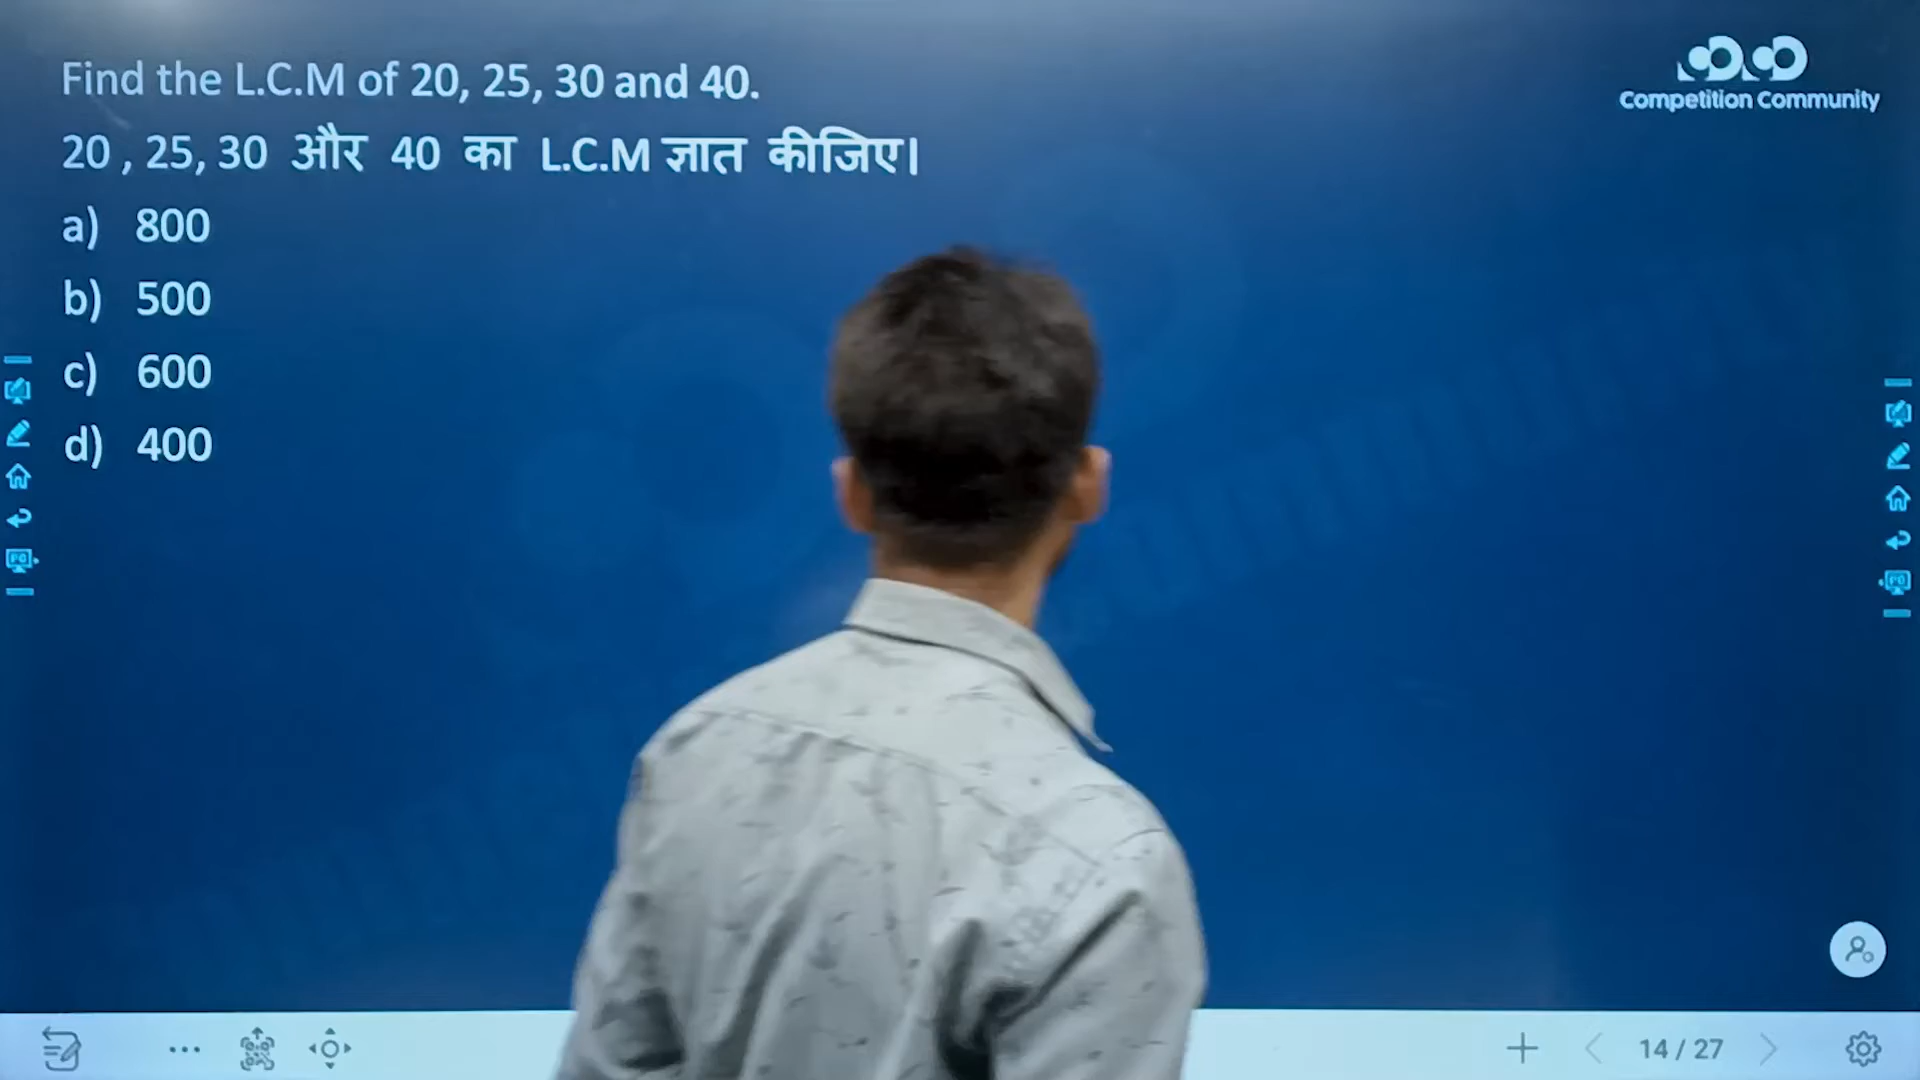 Find the L.C.M of 20, 25, 30 and 40.
20 , 25, 30 और 40 का L.C.M ज्ञात कीजिए।
a) 800
b) 500
c) 600
d) 400
Competition Community
14 / 27